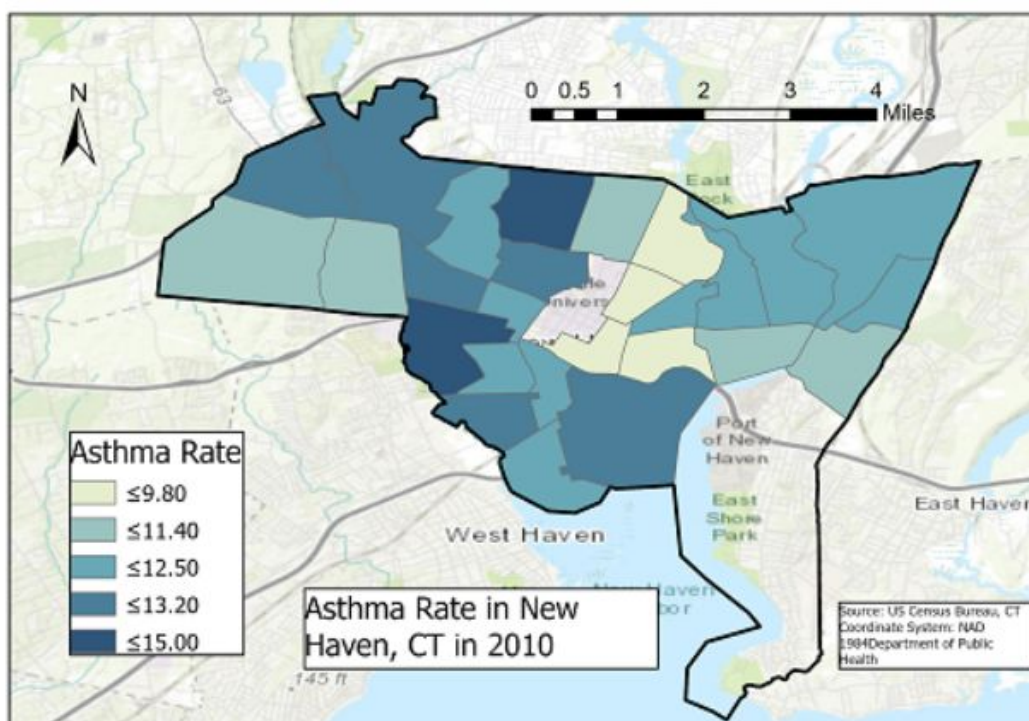 N
0 0.5 1 2 3 4
Miles
63
East
Port
of New
Haven
East
Shore
Park
East Haven
West Haven
Asthma Rate
≤9.80
≤11.40
≤12.50
≤13.20
≤15.00
Asthma Rate in New
Haven, CT in 2010
145 ft
Source: US Census Bureau, CT
Coordinate System: NAD
1984Department of Public
Health